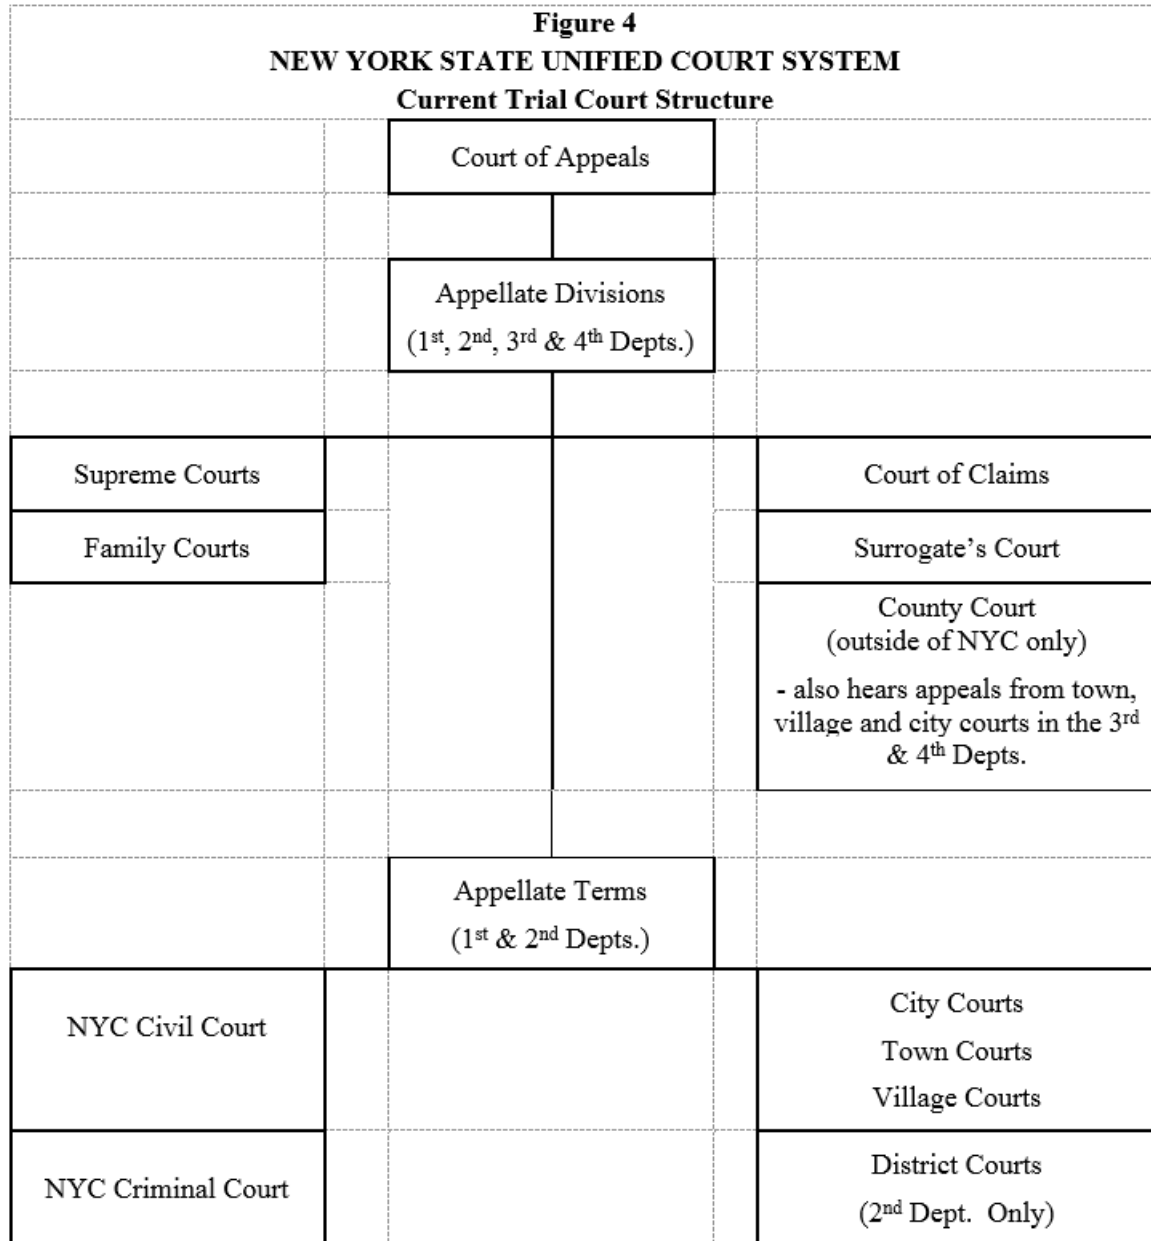 Figure 4
NEW YORK STATE UNIFIED COURT SYSTEM
Current Trial Court Structure
Court of Appeals
Appellate Divisions
(1st, 2nd, 3rd & 4th Depts.)
Supreme Courts
Court of Claims
Family Courts
Surrogate’s Court
County Court
(outside of NYC only)
- also hears appeals from town,
village and city courts in the 3rd
& 4th Depts.
Appellate Terms
(1st & 2nd Depts.)
NYC Civil Court
City Courts
Town Courts
Village Courts
NYC Criminal Court
District Courts
(2nd Dept. Only)